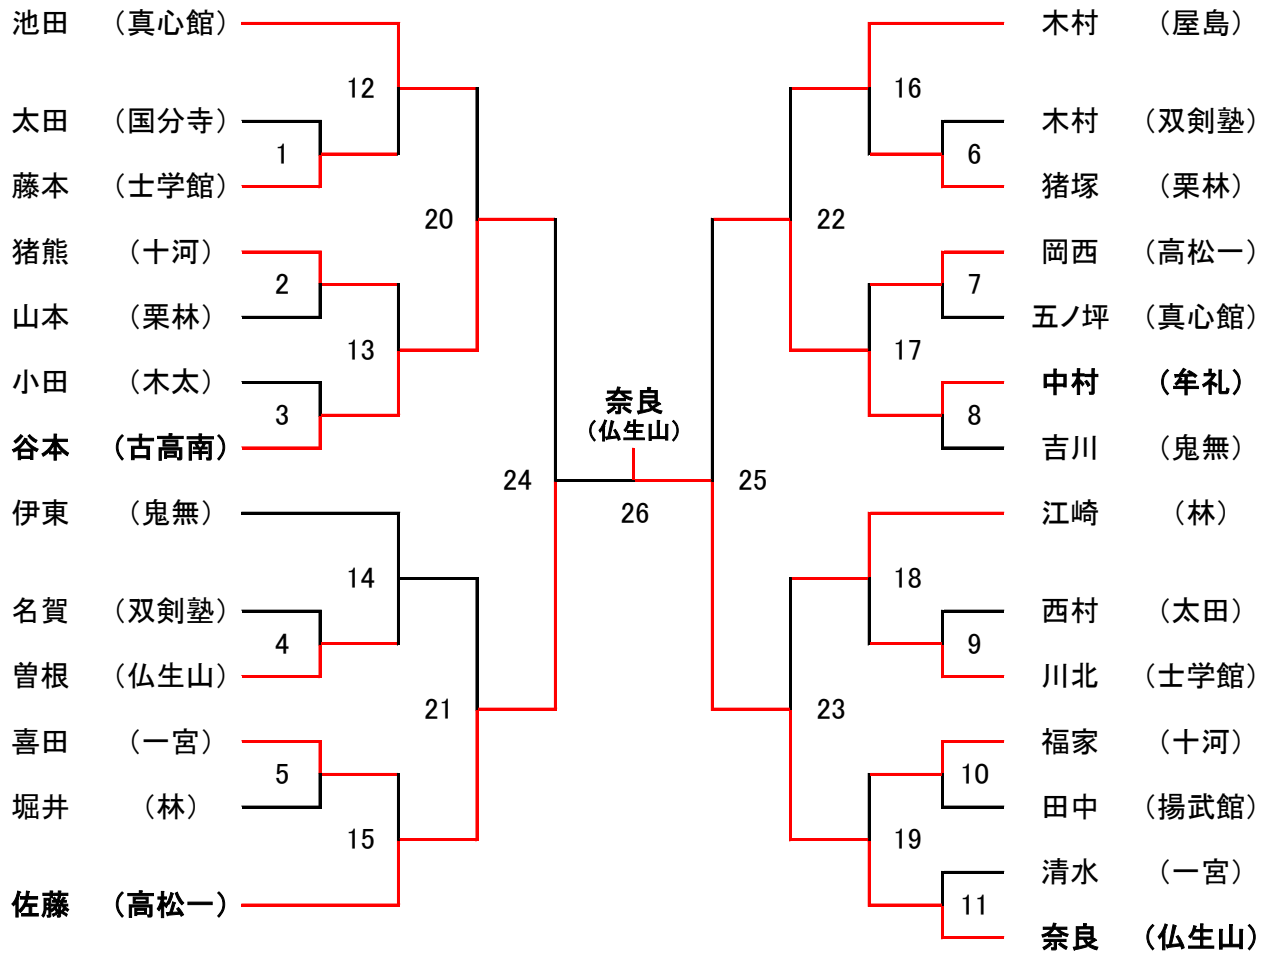 池田 （真心館）
太田 （国分寺）
藤本 （士学館）
猪熊 （十河）
山本 （栗林）
小田 （木太）
谷本 （古高南）
伊東 （鬼無）
名賀 （双剣塾）
曽根 （仏生山）
喜田 （一宮）
堀井 （林）
佐藤 （高松一）
1
2
3
4
5
12
13
14
15
20
21
24
奈良
（仏生山）
26
25
22
23
16
17
18
19
6
7
8
9
10
11
木村 （屋島）
木村 （双剣塾）
猪塚 （栗林）
岡西 （高松一）
五ノ坪 （真心館）
中村 （牟礼）
吉川 （鬼無）
江崎 （林）
西村 （太田）
川北 （士学館）
福家 （十河）
田中 （揚武館）
清水 （一宮）
奈良 （仏生山）